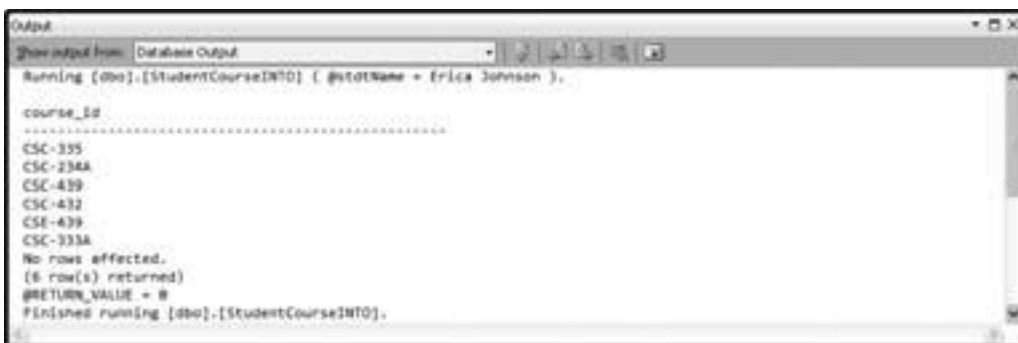 Output
Show output from: Database Output
Running [dbo].[StudentCourseINTO] ( @stdtName = Erica Johnson ).
course_id
--------------------------------------------------
CSC-335
CSC-234A
CSC-439
CSC-432
CSE-439
CSC-333A
No rows affected.
(6 row(s) returned)
@RETURN_VALUE = 0
Finished running [dbo].[StudentCourseINTO].